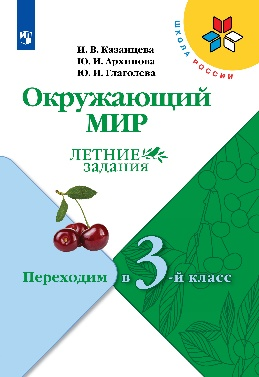 И. В. Казанцева
Ю. И. Архипова
Ю. И. Глаголева
ШКОЛА РОССИИ
Окружающий
МИР
ЛЕТНИЕ
ЗАДАНИЯ
Переходим в 3-й класс